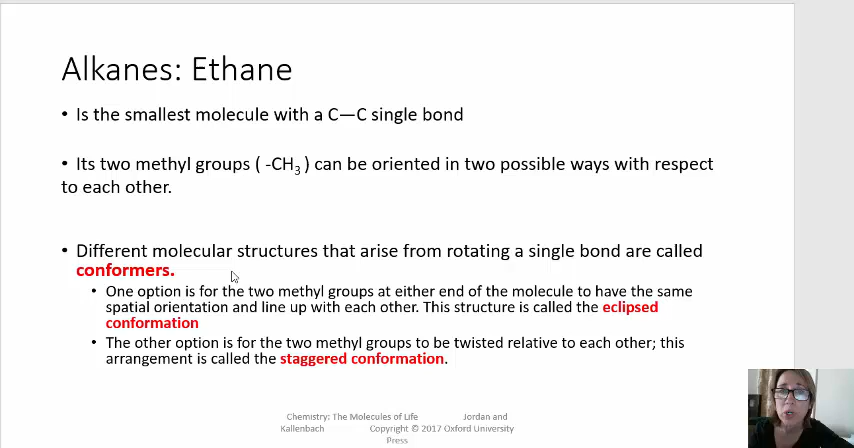 Alkanes: Ethane
• Is the smallest molecule with a C—C single bond
• Its two methyl groups ( -CH₃ ) can be oriented in two possible ways with respect
to each other.
• Different molecular structures that arise from rotating a single bond are called
conformers.
• One option is for the two methyl groups at either end of the molecule to have the same
spatial orientation and line up with each other. This structure is called the eclipsed
conformation
• The other option is for the two methyl groups to be twisted relative to each other; this
arrangement is called the staggered conformation.
Chemistry: The Molecules of Life Jordan and
Kallenbach Copyright © 2017 Oxford University
Press